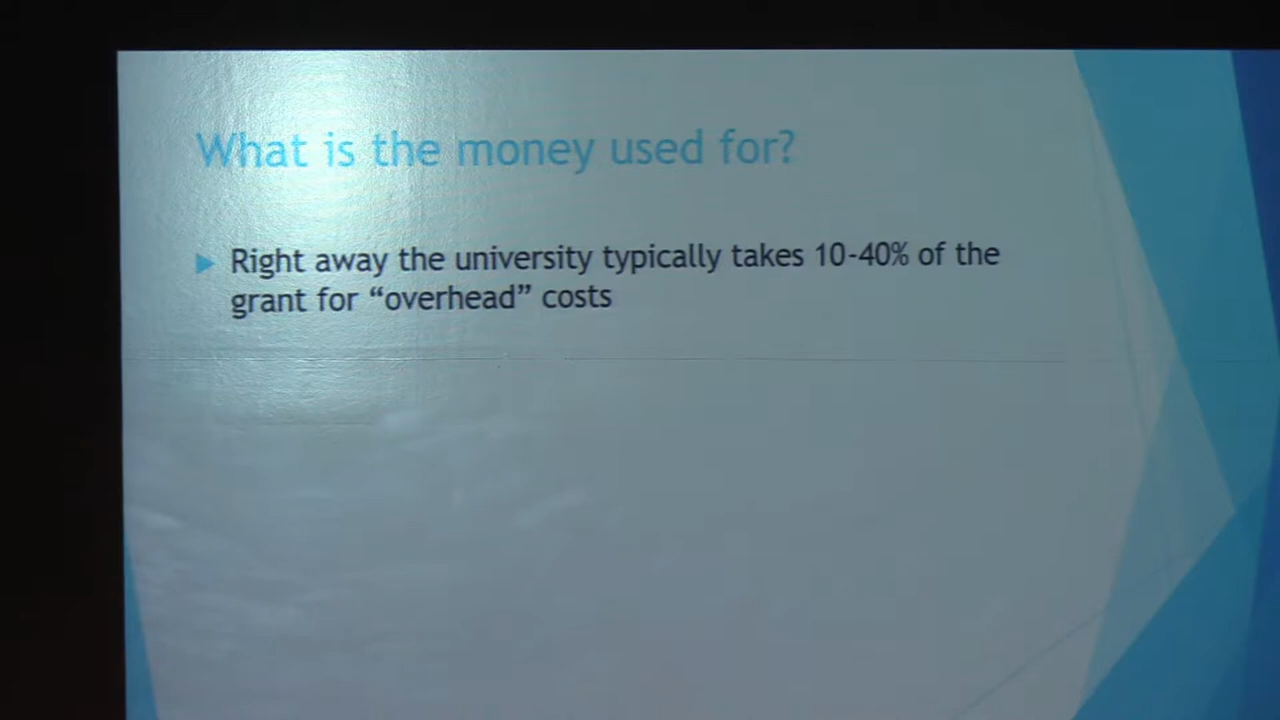 What is the money used for?
Right away the university typically takes 10-40% of the
grant for “overhead” costs